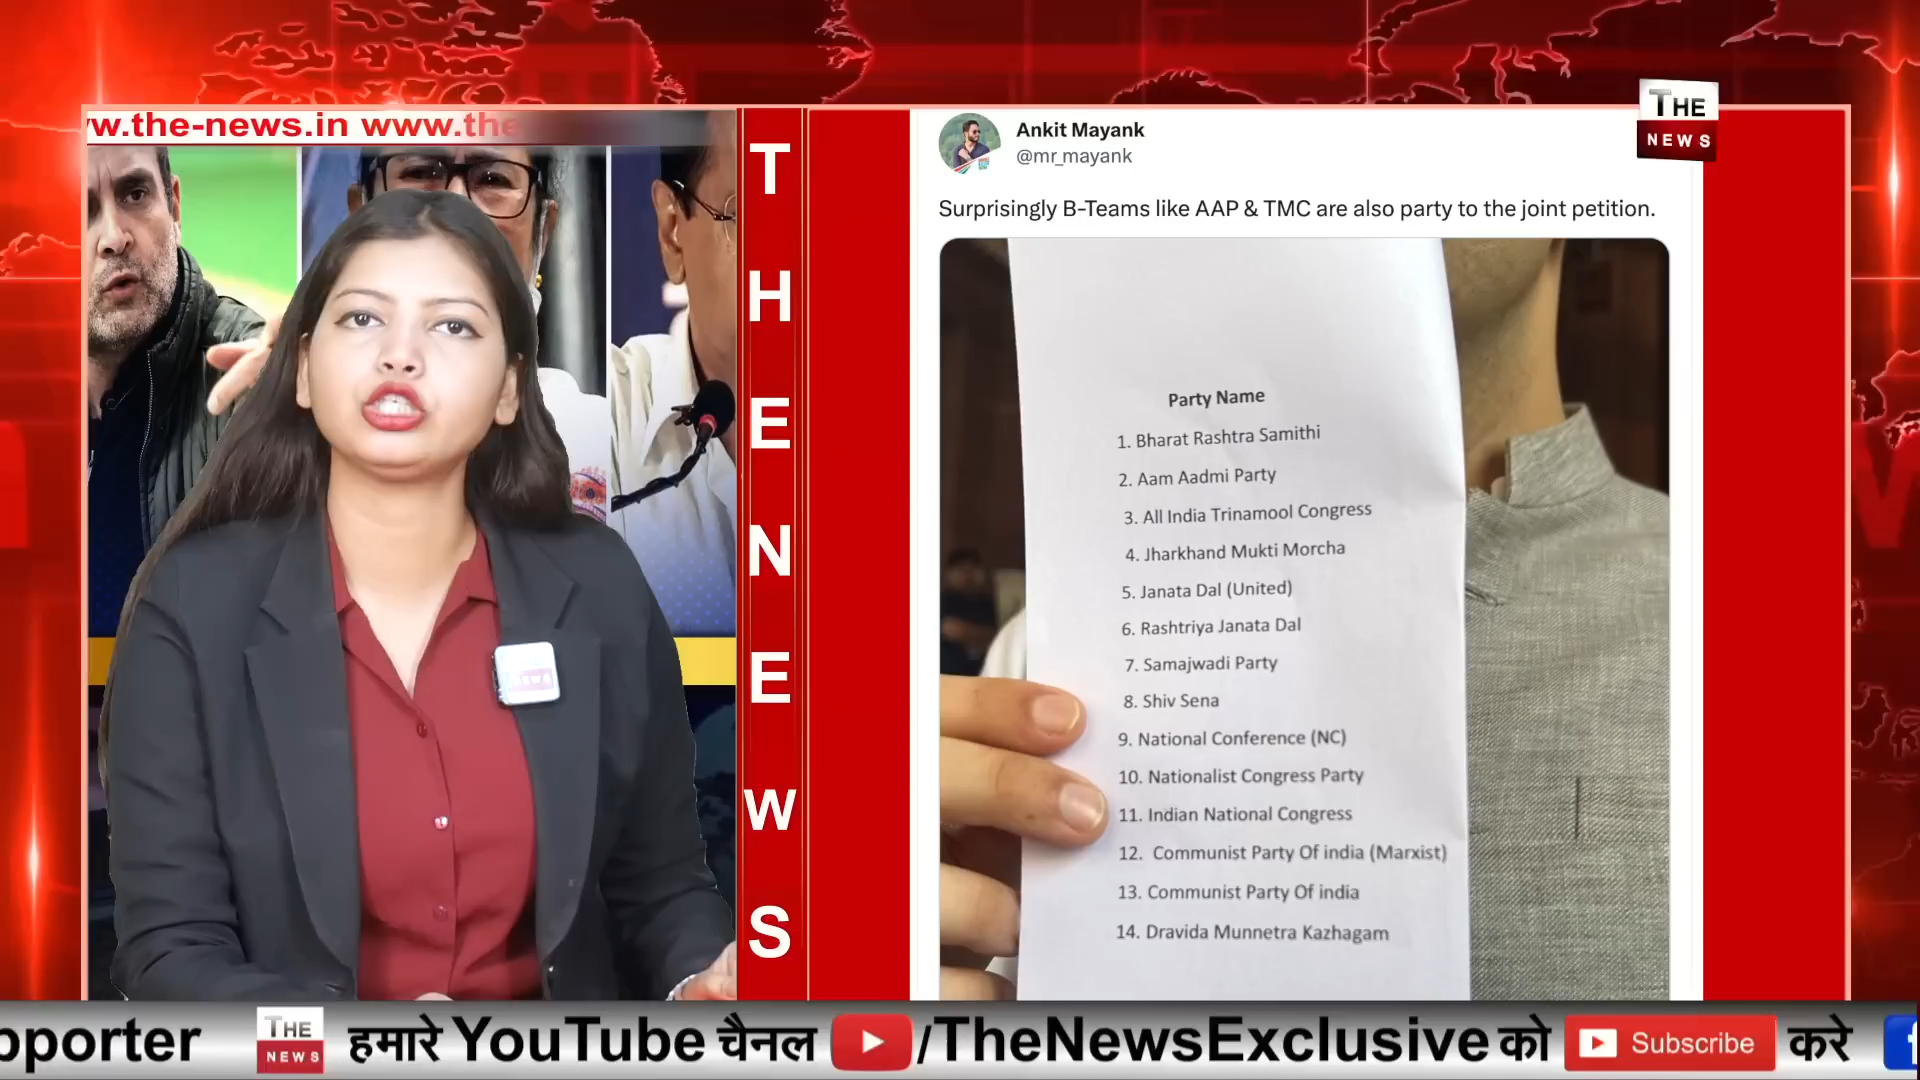 www.the-news.in www.the
THE NEWS
Ankit Mayank
@mr_mayank
THE
NEWS
Surprisingly B-Teams like AAP & TMC are also party to the joint petition.
Party Name
1. Bharat Rashtra Samithi
2. Aam Aadmi Party
3. All India Trinamool Congress
4. Jharkhand Mukti Morcha
5. Janata Dal (United)
6. Rashtriya Janata Dal
7. Samajwadi Party
8. Shiv Sena
9. National Conference (NC)
10. Nationalist Congress Party
11. Indian National Congress
12. Communist Party Of india (Marxist)
13. Communist Party Of india
14. Dravida Munnetra Kazhagam
NEWS
pporter THE NEWS हमारे YouTube चैनल /TheNewsExclusive को Subscribe करे